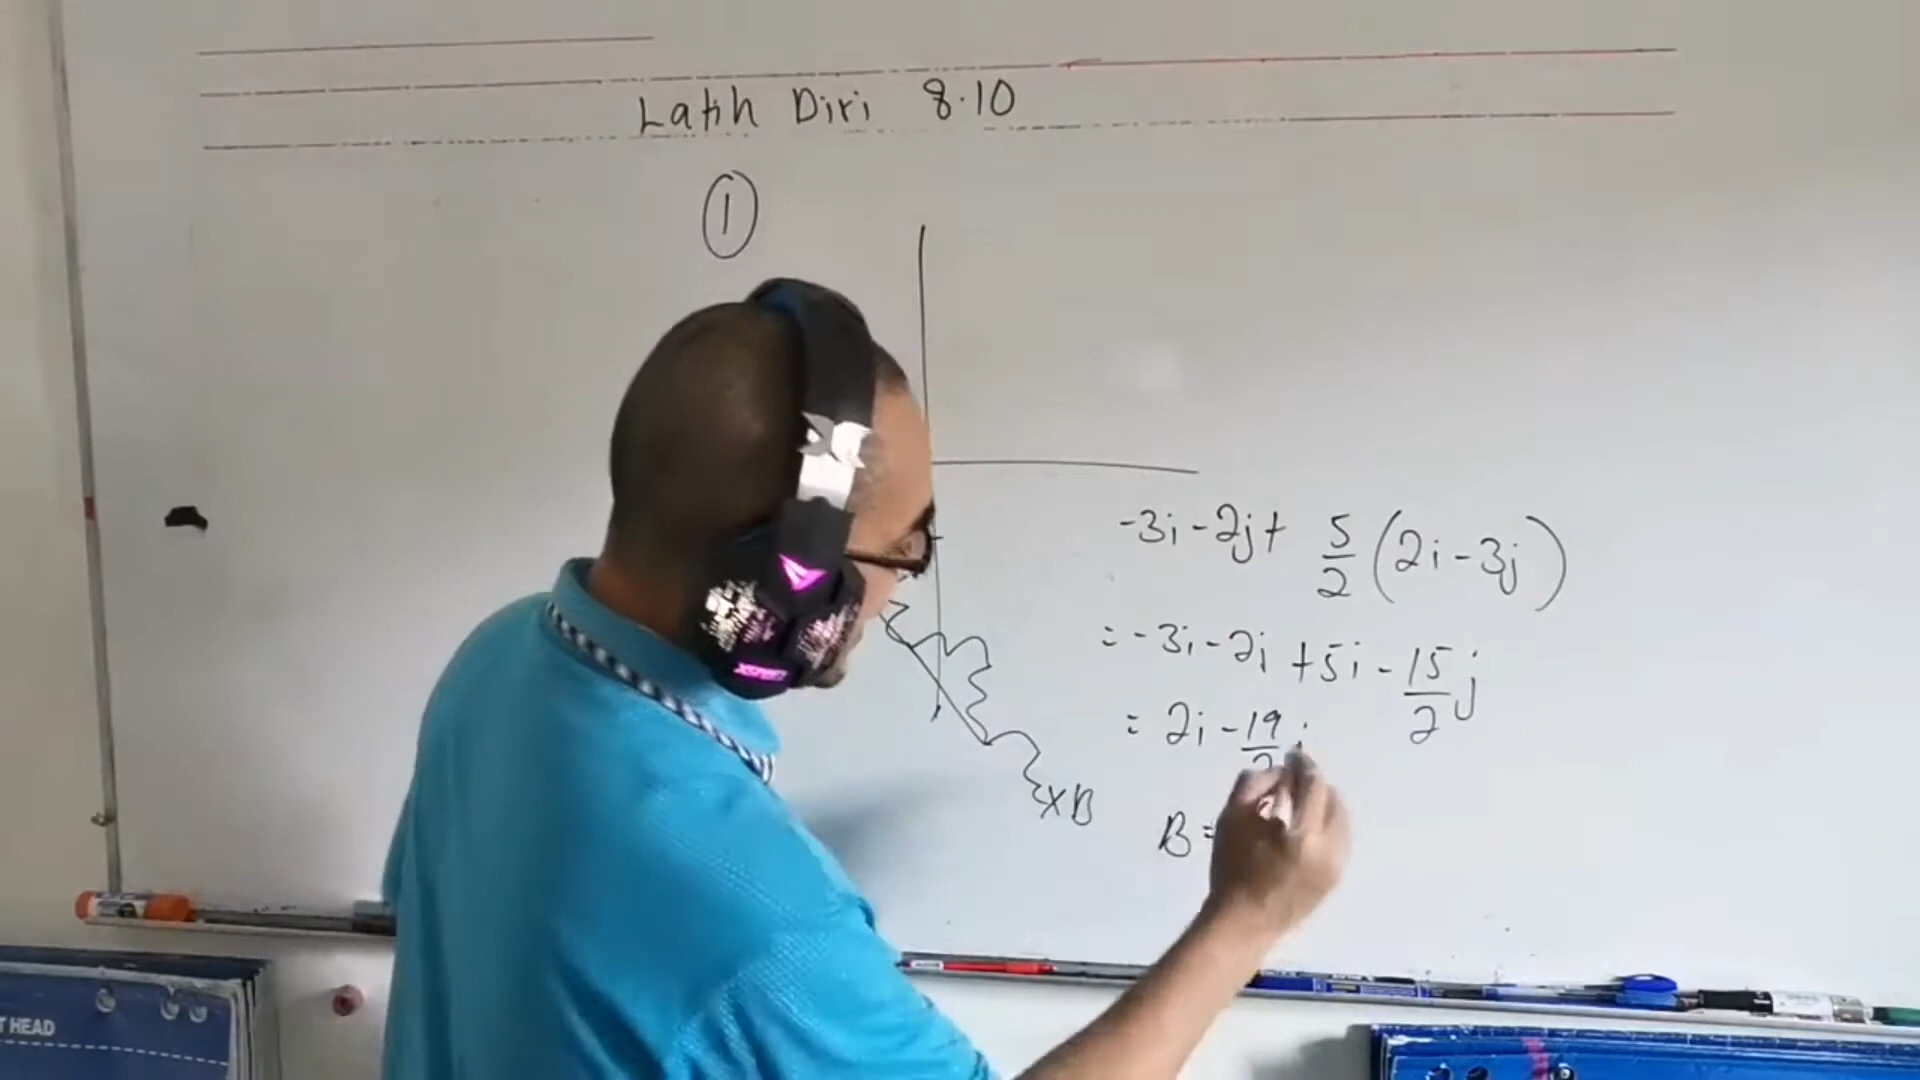 Latih Diri 8.10
1
-3i - 2j + 5/2 (2i - 3j)
= -3i - 2j + 5i - 15/2 j
= 2i - 19/2 j
x B
B =
XSPEED
T HEAD